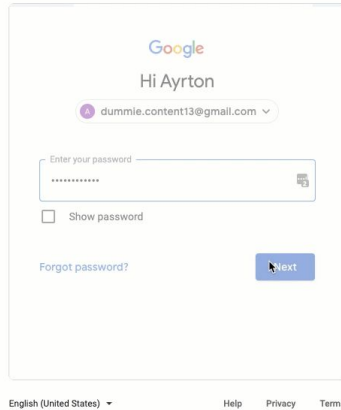 Google
Hi Ayrton
A dummie.content13@gmail.com
Enter your password
••••••••••••
Show password
Forgot password?
Next
English (United States) Help Privacy Term